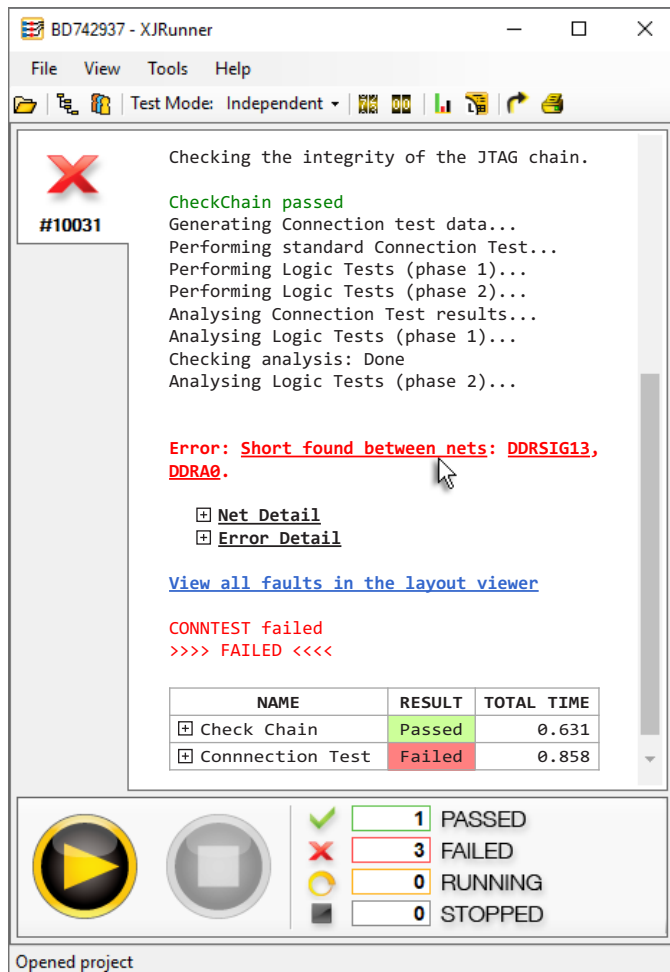 BD742937 - XJRunner
File View Tools Help
Test Mode: Independent
#10031
Checking the integrity of the JTAG chain.
CheckChain passed
Generating Connection test data...
Performing standard Connection Test...
Performing Logic Tests (phase 1)...
Performing Logic Tests (phase 2)...
Analysing Connection Test results...
Analysing Logic Tests (phase 1)...
Checking analysis: Done
Analysing Logic Tests (phase 2)...
Error: Short found between nets: DDRSIG13,
DDRA0.
Net Detail
Error Detail
View all faults in the layout viewer
CONNTEST failed
>>>> FAILED <<<<
NAME RESULT TOTAL TIME
Check Chain Passed 0.631
Connnection Test Failed 0.858
1 PASSED
3 FAILED
0 RUNNING
0 STOPPED
Opened project